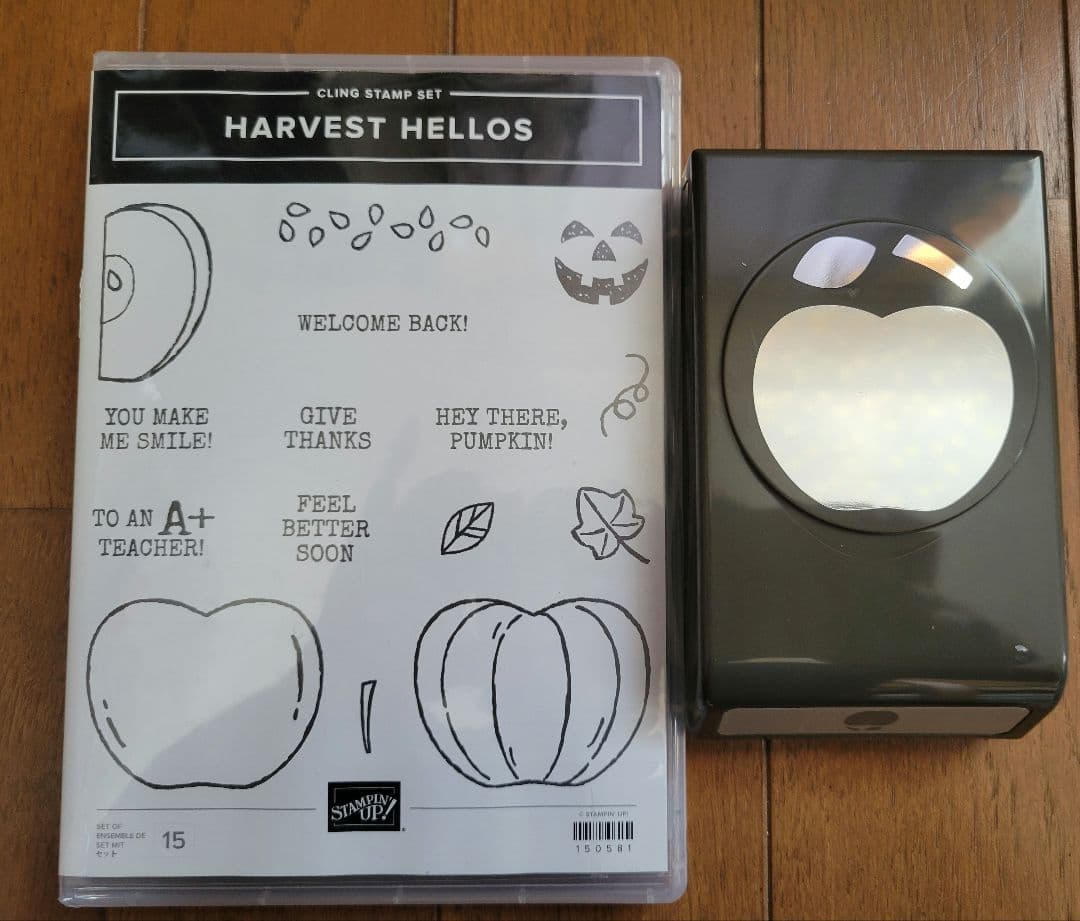 CLING STAMP SET
HARVEST HELLOS
WELCOME BACK!
YOU MAKE
ME SMILE!
GIVE
THANKS
HEY THERE,
PUMPKIN!
TO AN A+
TEACHER!
FEEL
BETTER
SOON
STAMPIN' UP!
SET OF
ENSEMBLE DE
SET MIT
セット
15
© STAMPIN' UP!
150581